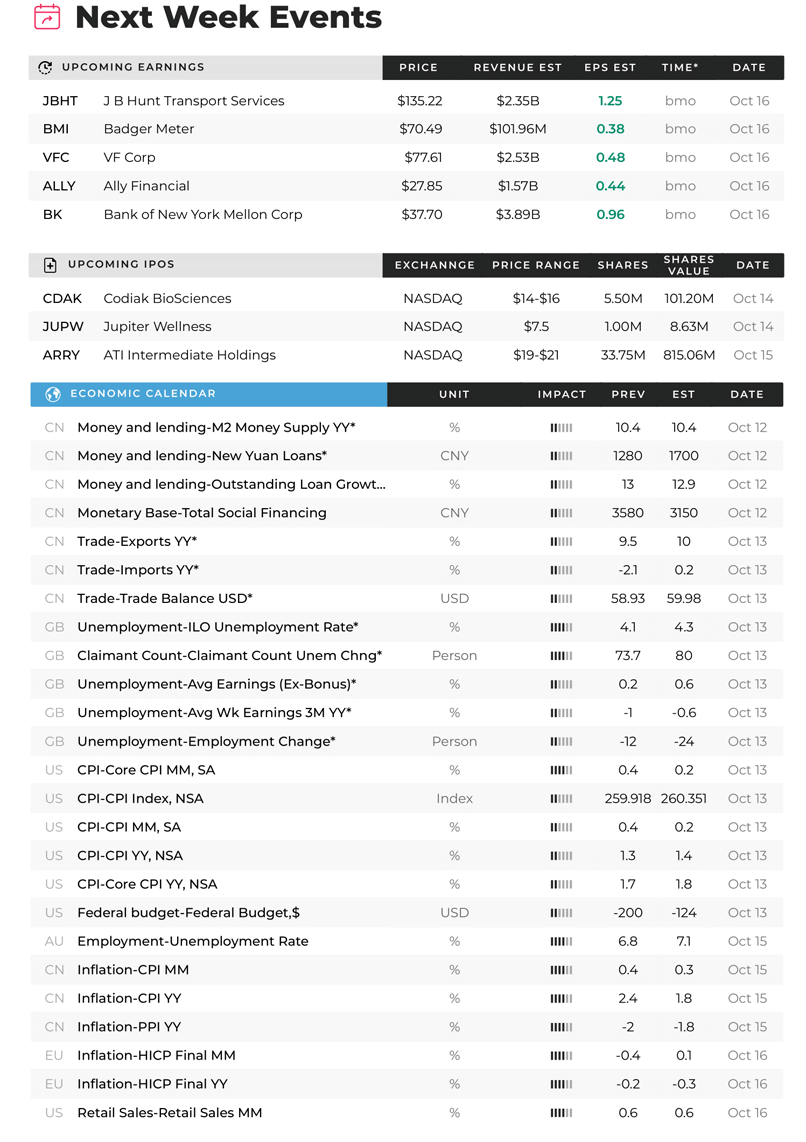 Next Week Events
UPCOMING EARNINGS PRICE REVENUE EST EPS EST TIME* DATE
JBHT J B Hunt Transport Services $135.22 $2.35B 1.25 bmo Oct 16
BMI Badger Meter $70.49 $101.96M 0.38 bmo Oct 16
VFC VF Corp $77.61 $2.53B 0.48 bmo Oct 16
ALLY Ally Financial $27.85 $1.57B 0.44 bmo Oct 16
BK Bank of New York Mellon Corp $37.70 $3.89B 0.96 bmo Oct 16
UPCOMING IPOS EXCHANNGE PRICE RANGE SHARES SHARES VALUE DATE
CDAK Codiak BioSciences NASDAQ $14-$16 5.50M 101.20M Oct 14
JUPW Jupiter Wellness NASDAQ $7.5 1.00M 8.63M Oct 14
ARRY ATI Intermediate Holdings NASDAQ $19-$21 33.75M 815.06M Oct 15
ECONOMIC CALENDAR UNIT IMPACT PREV EST DATE
CN Money and lending-M2 Money Supply YY* % 10.4 10.4 Oct 12
CN Money and lending-New Yuan Loans* CNY 1280 1700 Oct 12
CN Money and lending-Outstanding Loan Growt... % 13 12.9 Oct 12
CN Monetary Base-Total Social Financing CNY 3580 3150 Oct 12
CN Trade-Exports YY* % 9.5 10 Oct 13
CN Trade-Imports YY* % -2.1 0.2 Oct 13
CN Trade-Trade Balance USD* USD 58.93 59.98 Oct 13
GB Unemployment-ILO Unemployment Rate* % 4.1 4.3 Oct 13
GB Claimant Count-Claimant Count Unem Chng* Person 73.7 80 Oct 13
GB Unemployment-Avg Earnings (Ex-Bonus)* % 0.2 0.6 Oct 13
GB Unemployment-Avg Wk Earnings 3M YY* % -1 -0.6 Oct 13
GB Unemployment-Employment Change* Person -12 -24 Oct 13
US CPI-Core CPI MM, SA % 0.4 0.2 Oct 13
US CPI-CPI Index, NSA Index 259.918 260.351 Oct 13
US CPI-CPI MM, SA % 0.4 0.2 Oct 13
US CPI-CPI YY, NSA % 1.3 1.4 Oct 13
US CPI-Core CPI YY, NSA % 1.7 1.8 Oct 13
US Federal budget-Federal Budget,$ USD -200 -124 Oct 13
AU Employment-Unemployment Rate % 6.8 7.1 Oct 15
CN Inflation-CPI MM % 0.4 0.3 Oct 15
CN Inflation-CPI YY % 2.4 1.8 Oct 15
CN Inflation-PPI YY % -2 -1.8 Oct 15
EU Inflation-HICP Final MM % -0.4 0.1 Oct 16
EU Inflation-HICP Final YY % -0.2 -0.3 Oct 16
US Retail Sales-Retail Sales MM % 0.6 0.6 Oct 16